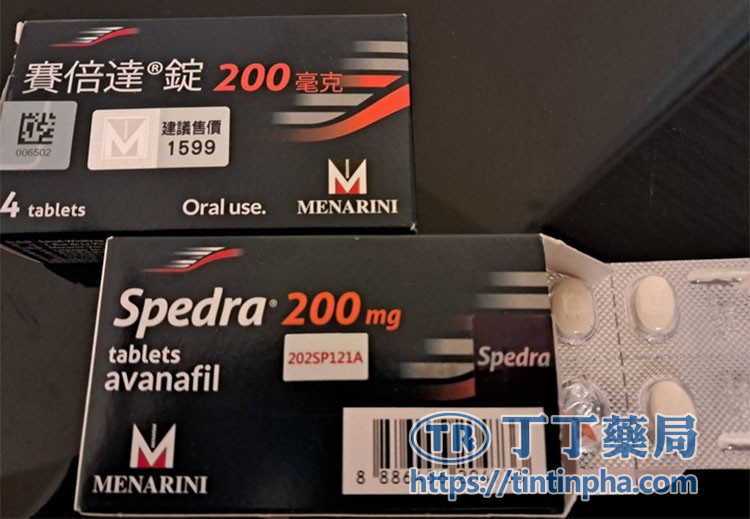 賽倍達®錠 200毫克
006502
建議售價
1599
4 tablets
Oral use.
MENARINI
Spedra® 200 mg
tablets
avanafil
202SP121A
Spedra
MENARINI
TR 丁丁藥局
https://tintinpha.com